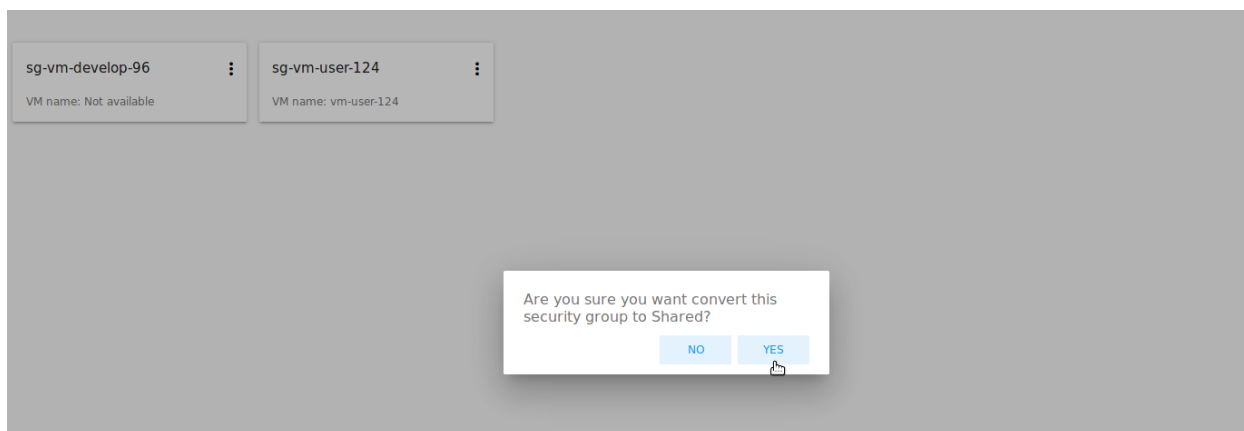 sg-vm-develop-96
VM name: Not available
sg-vm-user-124
VM name: vm-user-124
Are you sure you want convert this
security group to Shared?
NO
YES